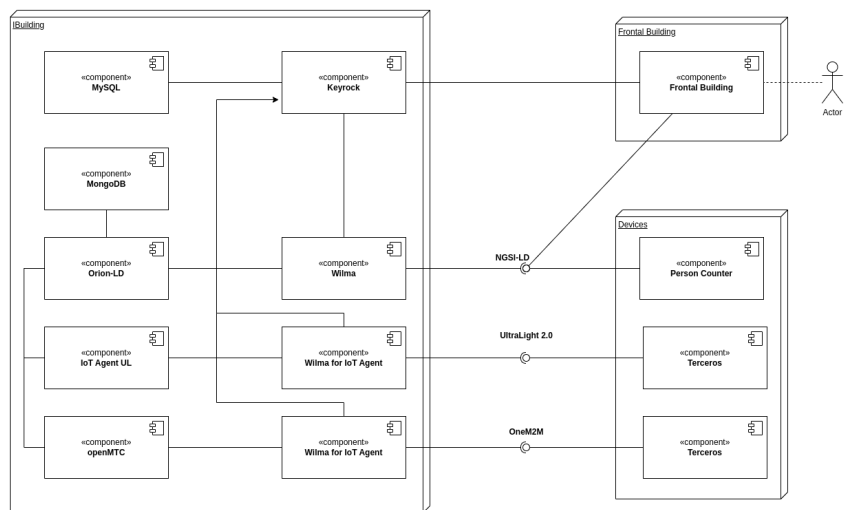 IBuilding
«component»
MySQL
«component»
Keyrock
Frontal Building
«component»
Frontal Building
Actor
«component»
MongoDB
«component»
Orion-LD
«component»
Wilma
NGSI-LD
Devices
«component»
Person Counter
«component»
IoT Agent UL
«component»
Wilma for IoT Agent
UltraLight 2.0
«component»
Terceros
«component»
openMTC
«component»
Wilma for IoT Agent
OneM2M
«component»
Terceros